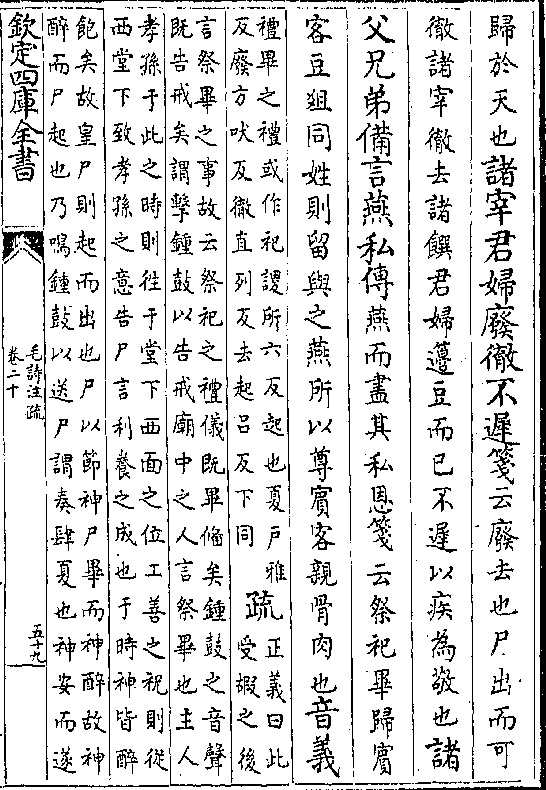 歸於天也諸宰君婦廢徹不遲箋云廢去也尸出而可
徹諸宰徹去諸饌君婦籩豆而已不遲以疾為敬也諸
父兄弟備言燕私傳燕而盡其私恩箋云祭祀畢歸賓
客豆俎同姓則留與之燕所以尊賓客親骨肉也音義
禮畢之禮或作祀謖所六反起也夏戶雅
反廢方吠反徹直列反去起呂反下同
疏
正義曰此
受嘏之後
言祭畢之事故云祭祀之禮儀既畢備矣鍾鼓之音聲
既告戒矣謂擊鍾鼓以告戒廟中之人言祭畢也主人
孝孫于此之時則往于堂下西面之位工善之祝則從
西堂下致孝孫之意告尸言利養之成也于時神皆醉
飽矣故皇尸則起而出也尸以節神尸畢而神醉故神
醉而尸起也乃鳴鍾鼓以送尸謂奏肆夏也神安而遂
欽定四庫全書
毛詩注疏
卷二十
五十九